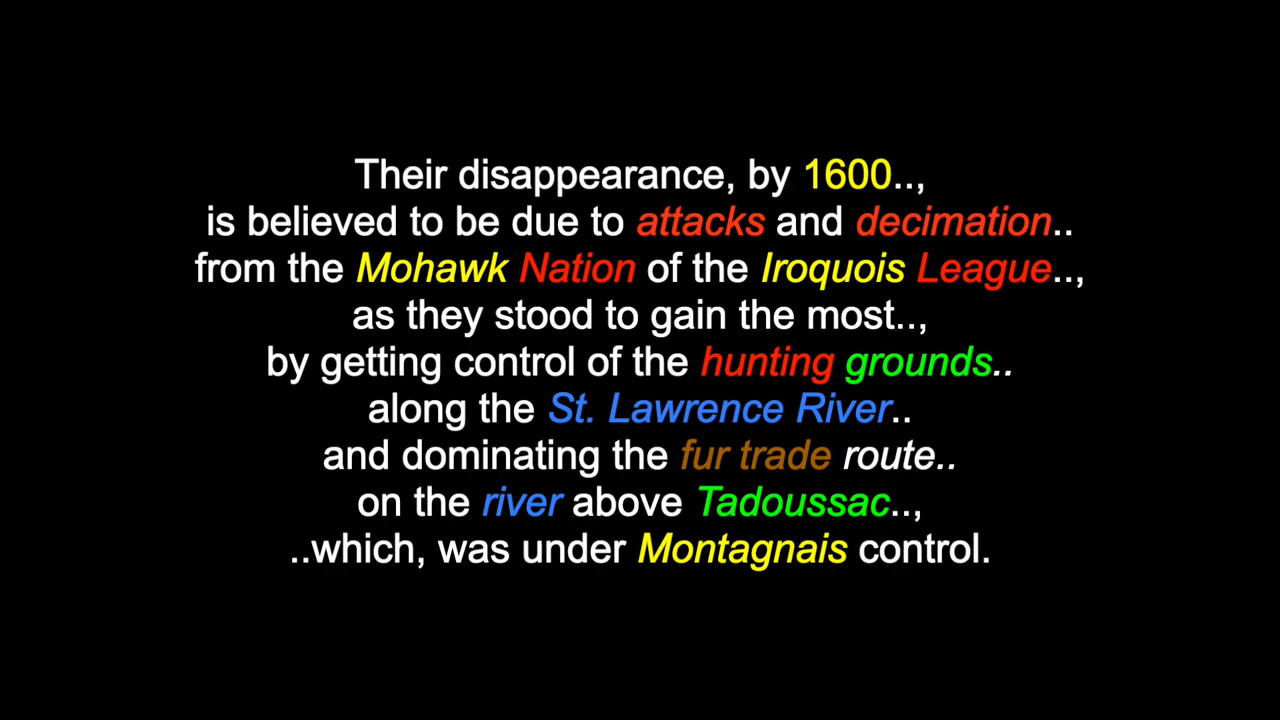 Their disappearance, by 1600..,
is believed to be due to attacks and decimation..
from the Mohawk Nation of the Iroquois League..,
as they stood to gain the most..,
by getting control of the hunting grounds..
along the St. Lawrence River..
and dominating the fur trade route..
on the river above Tadoussac..,
..which, was under Montagnais control.